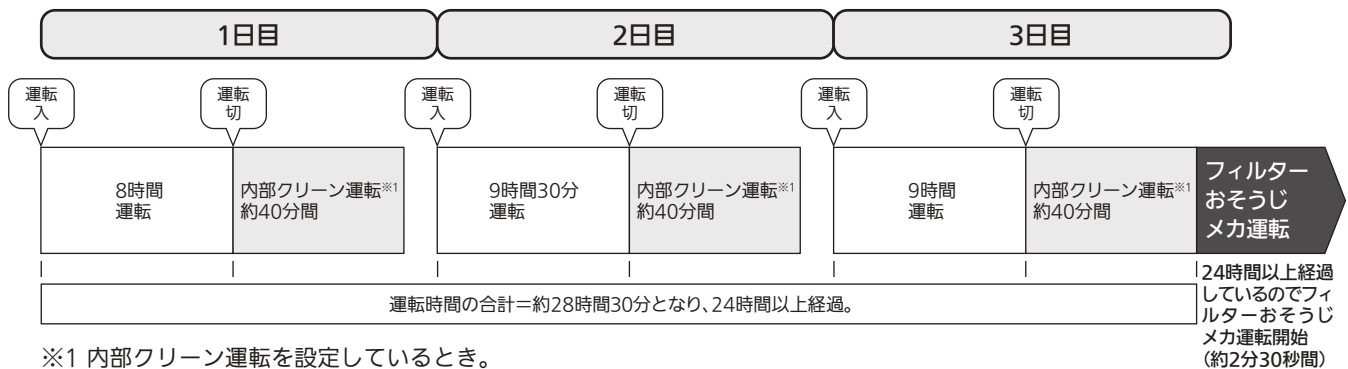 1日目
2日目
3日目
運転
入
運転
切
運転
入
運転
切
運転
入
運転
切
8時間
運転
内部クリーン運転※1
約40分間
9時間30分
運転
内部クリーン運転※1
約40分間
9時間
運転
内部クリーン運転※1
約40分間
フィルター
おそうじ
メカ運転
運転時間の合計=約28時間30分となり、24時間以上経過。
24時間以上経過
しているのでフィ
ルターおそうじ
メカ運転開始
(約2分30秒間)
※1 内部クリーン運転を設定しているとき。